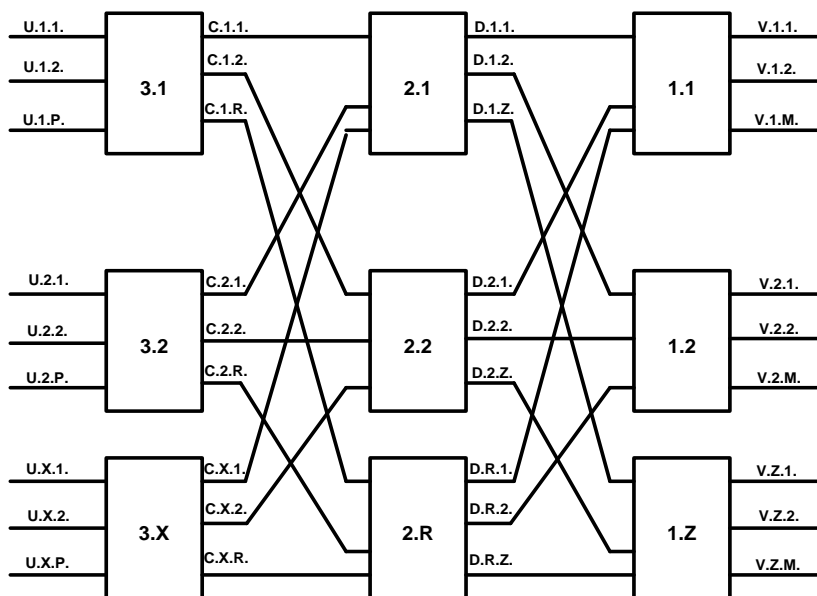 U.1.1. C.1.1. D.1.1. V.1.1.
U.1.2. C.1.2. D.1.2. V.1.2.
3.1 2.1 1.1
U.1.P. C.1.R. D.1.Z. V.1.M.
U.2.1. C.2.1. D.2.1. V.2.1.
U.2.2. C.2.2. D.2.2. V.2.2.
3.2 2.2 1.2
U.2.P. C.2.R. D.2.Z. V.2.M.
U.X.1. C.X.1. D.R.1. V.Z.1.
U.X.2. C.X.2. D.R.2. V.Z.2.
3.X 2.R 1.Z
U.X.P. C.X.R. D.R.Z. V.Z.M.